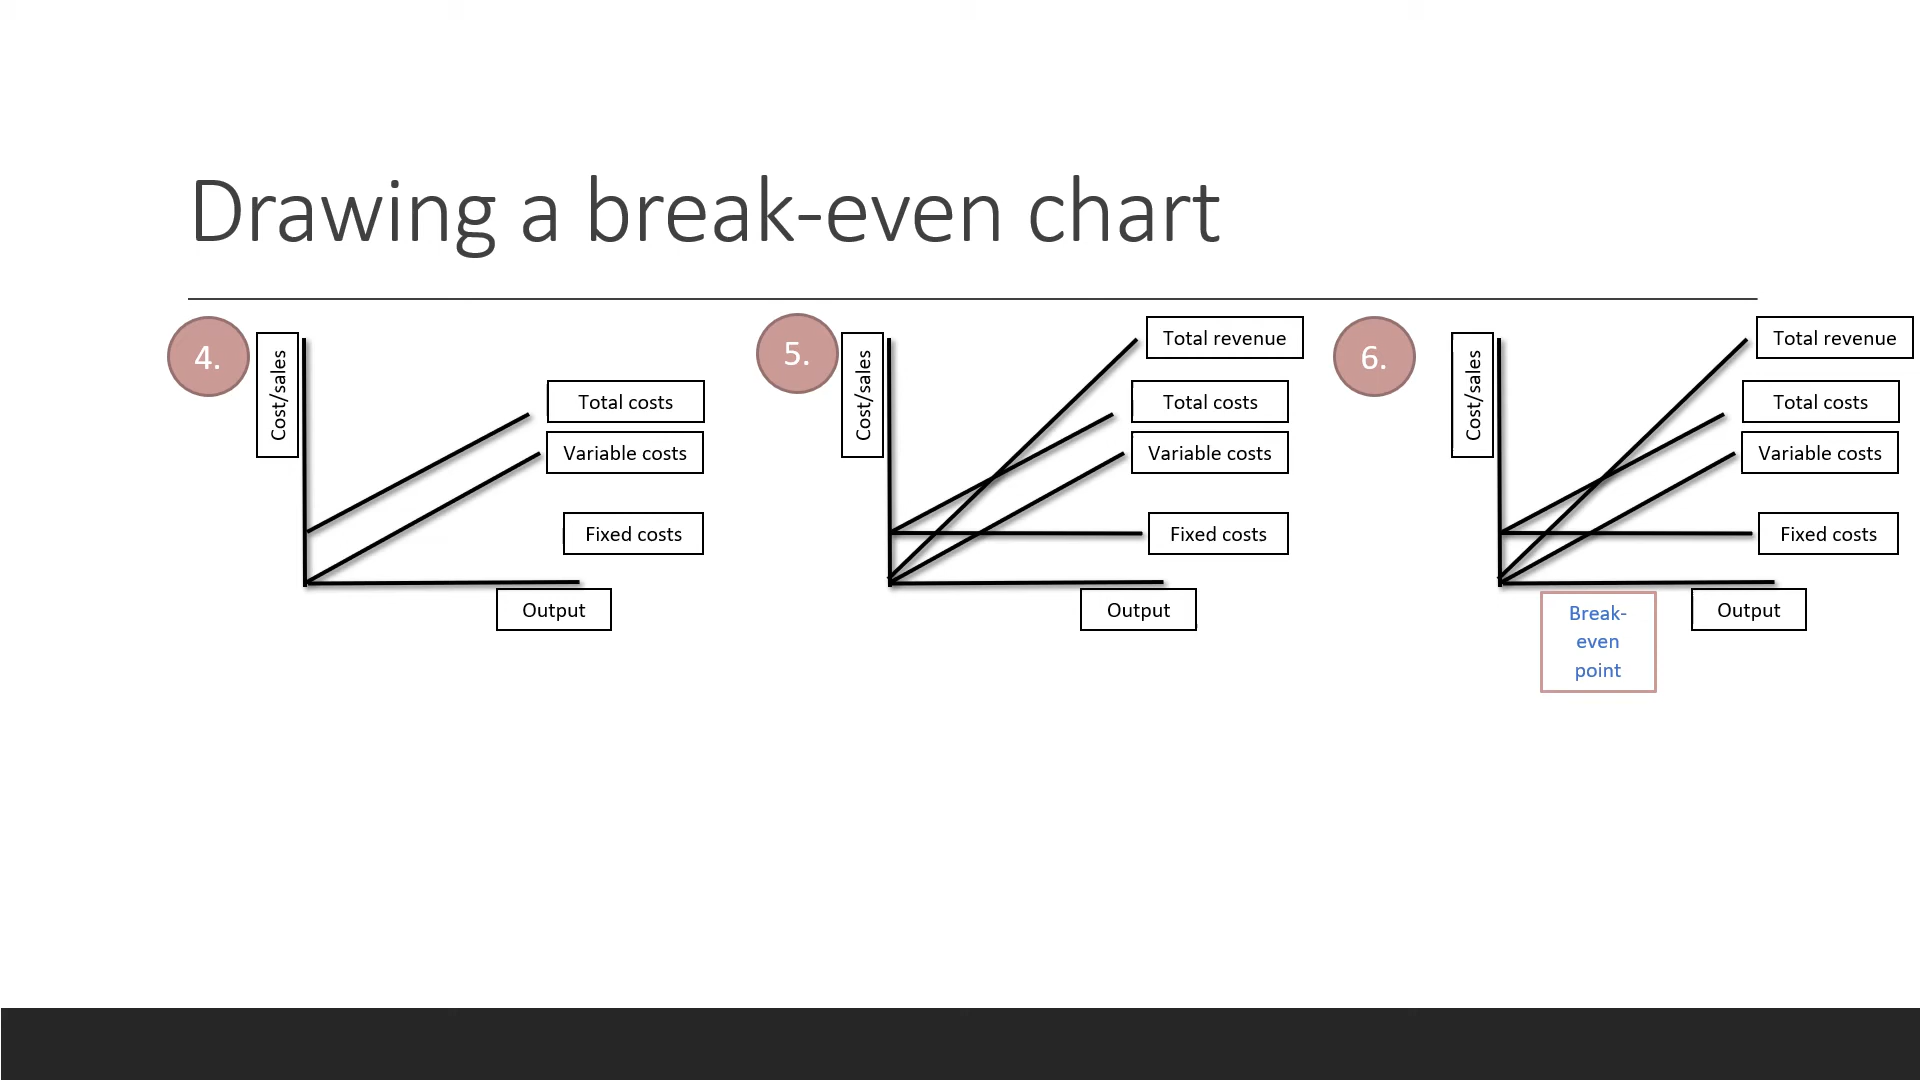 Drawing a break-even chart
4.
Cost/sales
Total costs
Variable costs
Fixed costs
Output
5.
Cost/sales
Total revenue
Total costs
Variable costs
Fixed costs
Output
6.
Cost/sales
Total revenue
Total costs
Variable costs
Fixed costs
Output
Break-
even
point